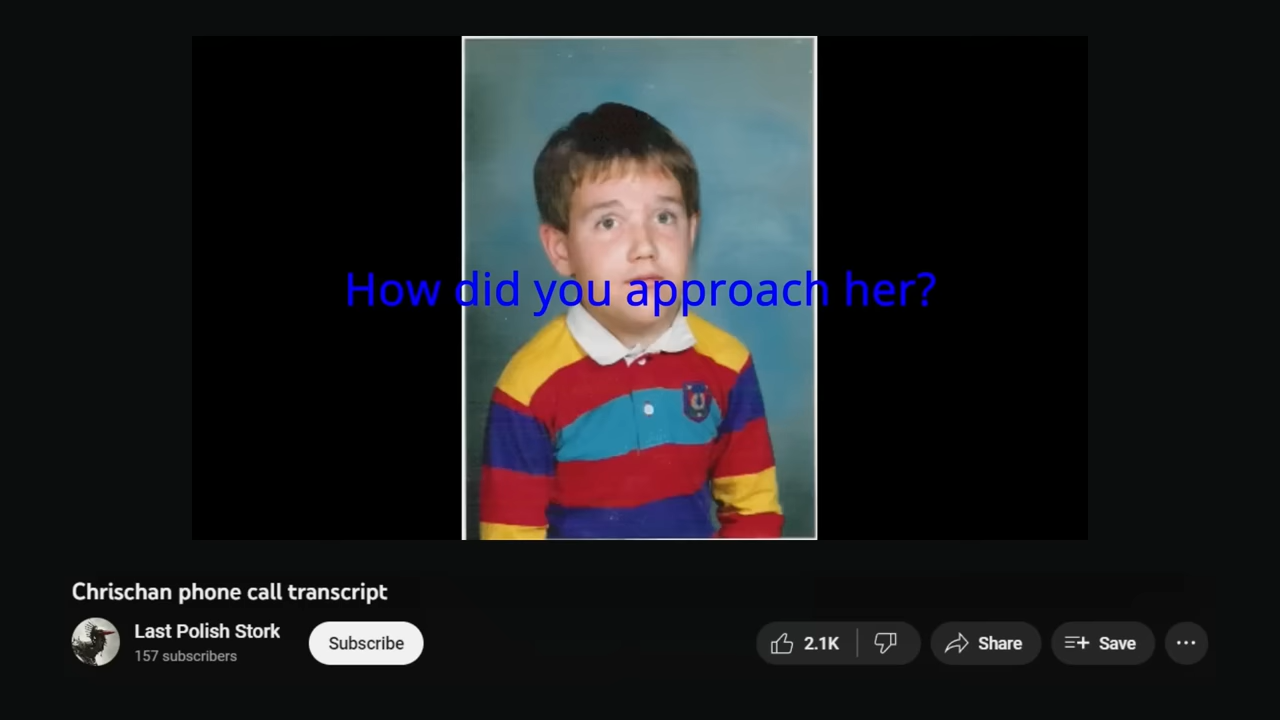 How did you approach her?
Chrischan phone call transcript
Last Polish Stork
157 subscribers
Subscribe
2.1K
Share
Save